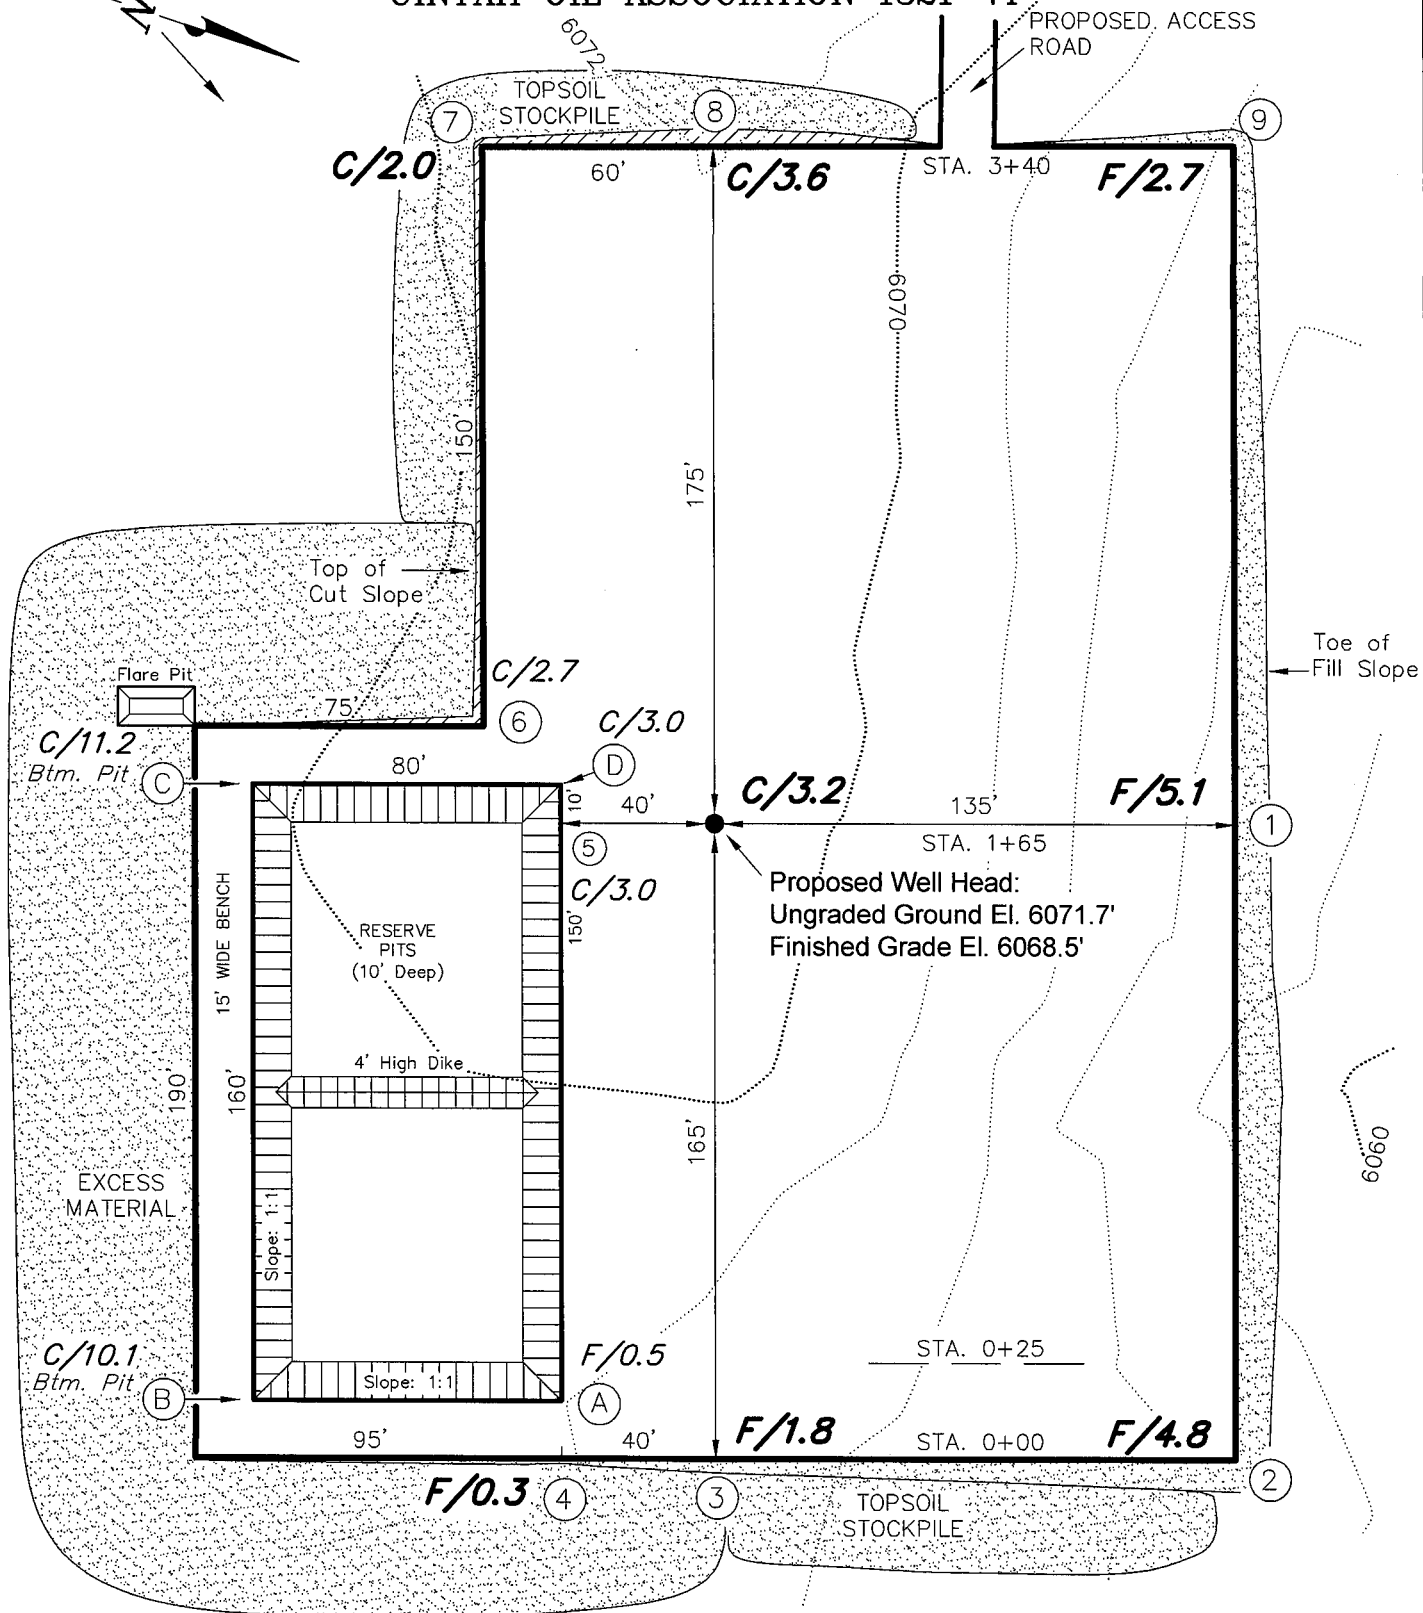 N
6072
PROPOSED ACCESS
ROAD
TOPSOIL
STOCKPILE
7
8
9
C/2.0
60'
C/3.6
STA. 3+40
F/2.7
6070
150'
175'
Top of
Cut Slope
Toe of
Fill Slope
Flare Pit
C/2.7
75'
6
C/3.0
C/11.2
Btm. Pit
C
80'
D
10'
40'
C/3.2
135'
F/5.1
STA. 1+65
1
5
C/3.0
Proposed Well Head:
Ungraded Ground El. 6071.7'
Finished Grade El. 6068.5'
15' WIDE BENCH
RESERVE
PITS
(10' Deep)
150'
4' High Dike
190'
160'
165'
6060
EXCESS
MATERIAL
Slope: 1:1
C/10.1
Btm. Pit
B
F/0.5
STA. 0+25
Slope: 1:1
A
95'
40'
F/1.8
STA. 0+00
F/4.8
F/0.3
4
3
2
TOPSOIL
STOCKPILE